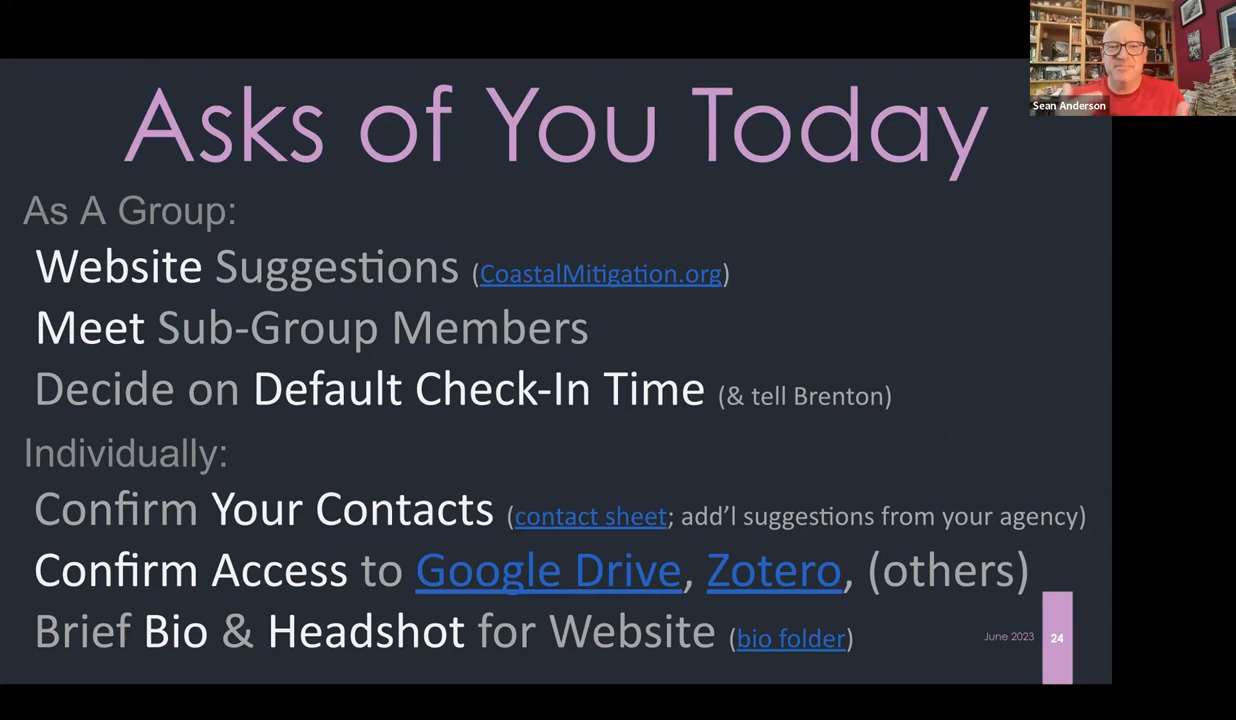 Sean Anderson
Asks of You Today
As A Group:
Website Suggestions (CoastalMitigation.org)
Meet Sub-Group Members
Decide on Default Check-In Time (& tell Brenton)
Individually:
Confirm Your Contacts (contact sheet; add’l suggestions from your agency)
Confirm Access to Google Drive, Zotero, (others)
Brief Bio & Headshot for Website (bio folder)
June 2023
24